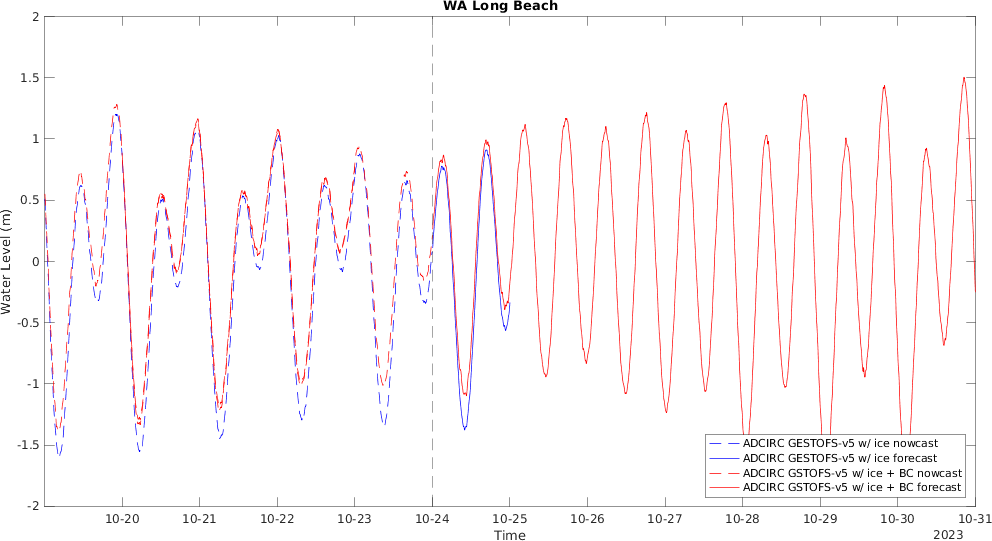 WA Long Beach
2
1.5
1
0.5
0
-0.5
-1
-1.5
-2
Water Level (m)
10-20 10-21 10-22 10-23 10-24 10-25 10-26 10-27 10-28 10-29 10-30 10-31
Time
2023
ADCIRC GESTOFS-v5 w/ ice nowcast
ADCIRC GESTOFS-v5 w/ ice forecast
ADCIRC GSTOFS-v5 w/ ice + BC nowcast
ADCIRC GSTOFS-v5 w/ ice + BC forecast